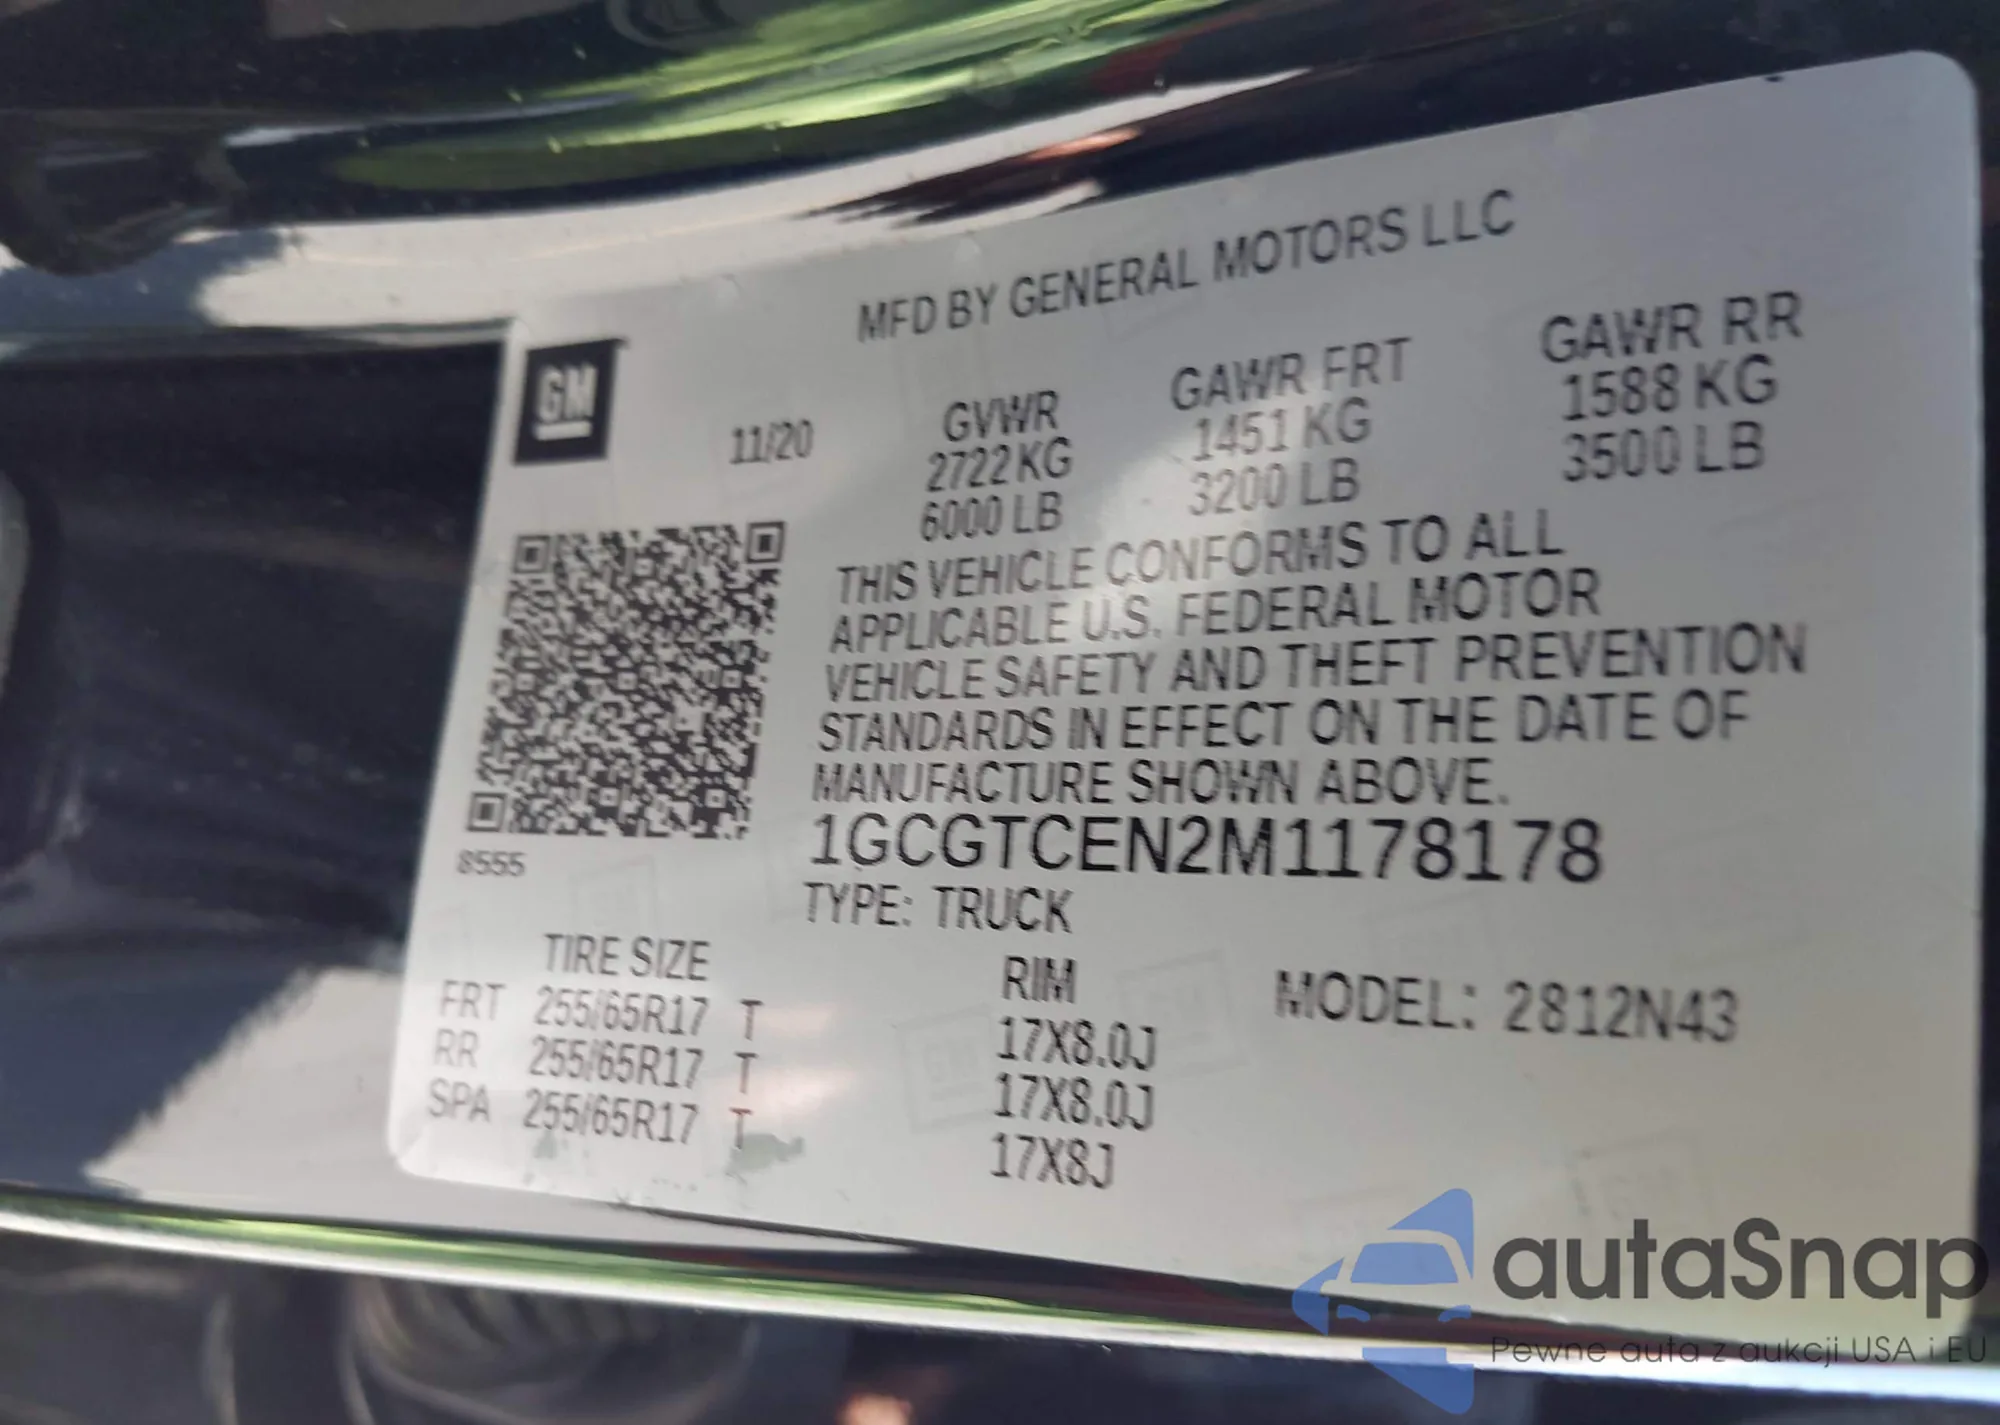 MFD BY GENERAL MOTORS LLC
GM
11/20
GVWR GAWR FRT GAWR RR
2722 KG 1451 KG 1588 KG
6000 LB 3200 LB 3500 LB
THIS VEHICLE CONFORMS TO ALL
APPLICABLE U.S. FEDERAL MOTOR
VEHICLE SAFETY AND THEFT PREVENTION
STANDARDS IN EFFECT ON THE DATE OF
MANUFACTURE SHOWN ABOVE.
8555
1GCGTCEN2M1178178
TYPE: TRUCK
TIRE SIZE RIM MODEL: 2812N43
FRT 255/65R17 T 17X8.0J
RR 255/65R17 T 17X8.0J
SPA 255/65R17 T 17X8J
autaSnap
Pewne auta z aukcji USA i EU